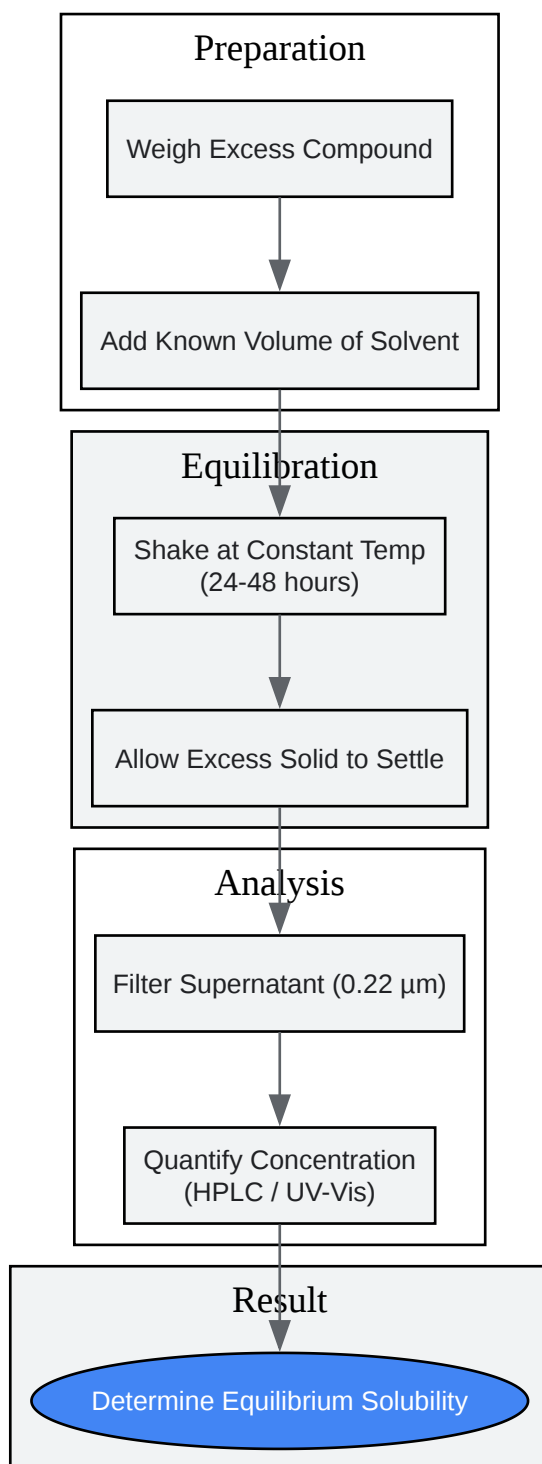 Preparation
Weigh Excess Compound
Add Known Volume of Solvent
Equilibration
Shake at Constant Temp
(24-48 hours)
Allow Excess Solid to Settle
Analysis
Filter Supernatant (0.22 µm)
Quantify Concentration
(HPLC / UV-Vis)
Result
Determine Equilibrium Solubility